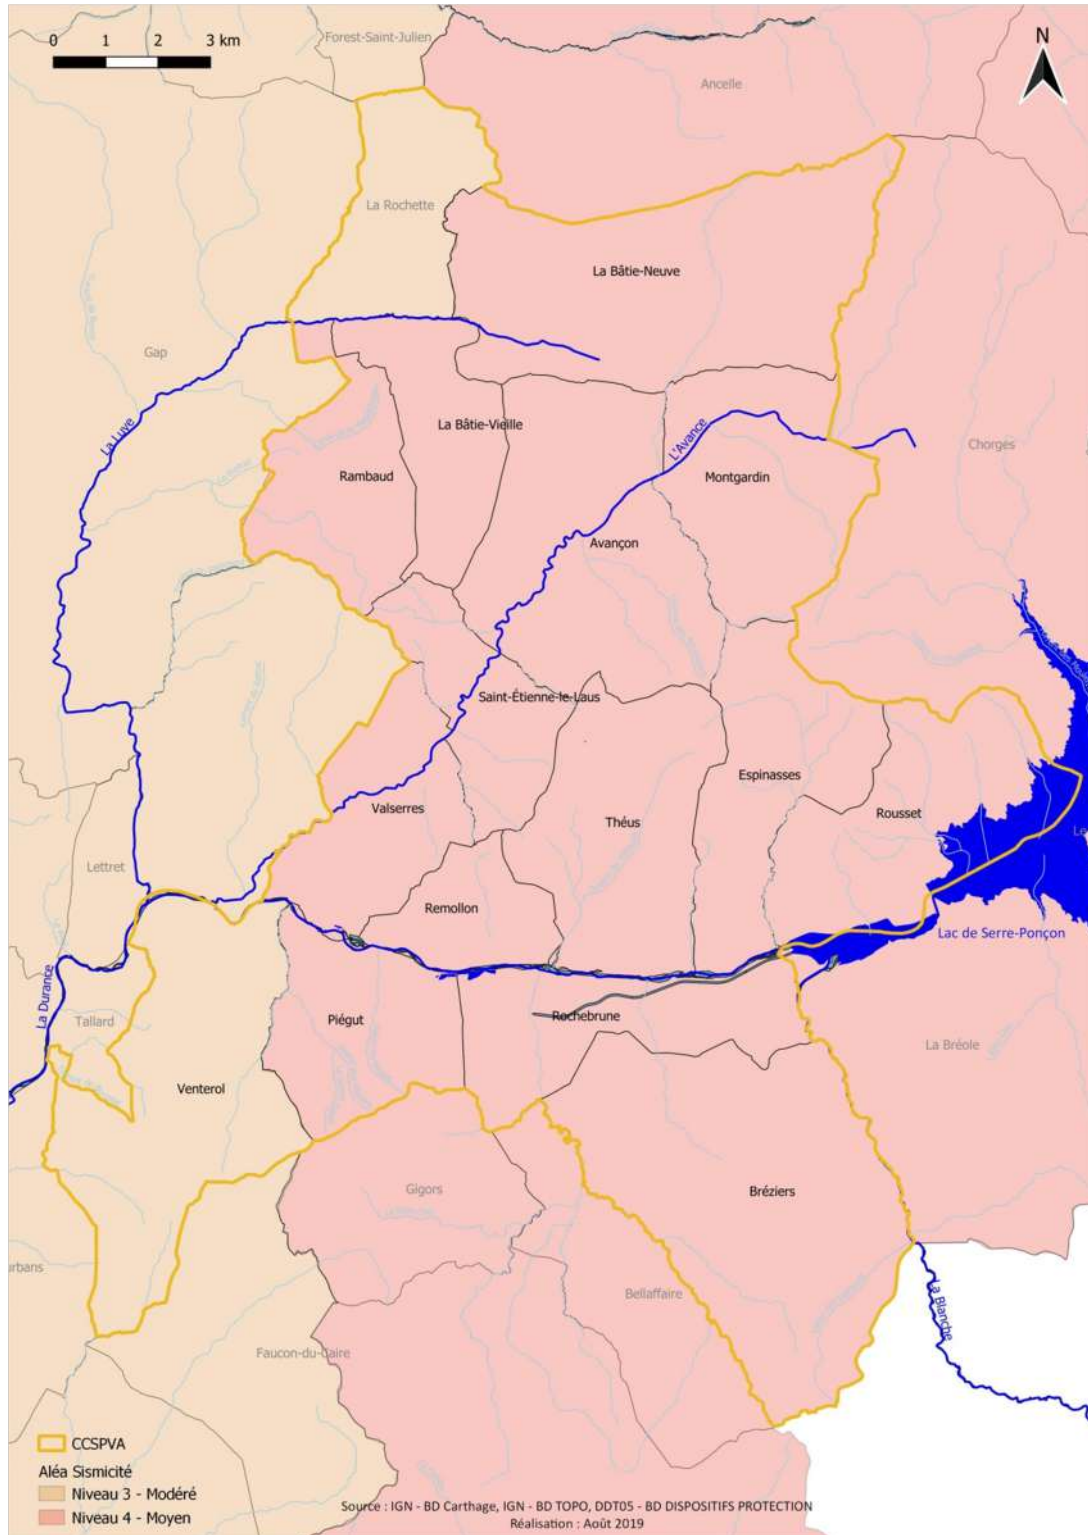 0 1 2 3 km
N
Forest-Saint-Julien
Ancelle
La Rochette
La Bâtie-Neuve
Gap
La Luye
La Bâtie-Vieille
L'Avance
Chorges
Rambaud
Montgardin
Avançon
Saint-Étienne-le-Laus
Espinasses
Valserres
Théus
Rousset
Lettret
Remollon
Lac de Serre-Ponçon
La Durance
Tallard
Piégut
Rochebrune
La Bréole
Venterol
Gigors
Bréziers
urbans
Bellaffaire
La Blanche
Faucon-du-Caire
CCSPVA
Aléa Sismicité
Niveau 3 - Modéré
Niveau 4 - Moyen
Source : IGN - BD Carthage, IGN - BD TOPO, DDT05 - BD DISPOSITIFS PROTECTION
Réalisation : Août 2019